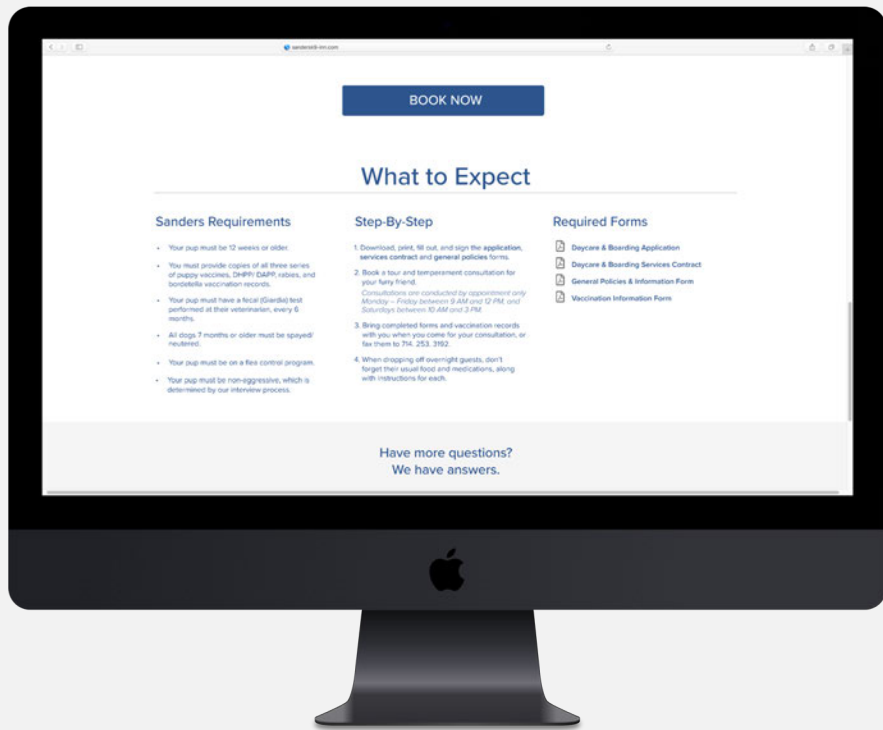 sanderskill-inn.com
BOOK NOW
What to Expect
Sanders Requirements
• Your pup must be 12 weeks or older.
• You must provide copies of all three series
of puppy vaccines, DHPP/ DAPP, rabies, and
bordetella vaccination records.
• Your pup must have a fecal (Giardia) test
performed at their veterinarian, every 6
months.
• All dogs 7 months or older must be spayed/
neutered.
• Your pup must be on a flea control program.
• Your pup must be non-aggressive, which is
determined by our interview process.
Step-By-Step
1. Download, print, fill out, and sign the application,
services contract and general policies forms.
2. Book a tour and temperement consultation for
your furry friend.
Consultations are conducted by appointment only
Monday – Friday between 9 AM and 12 PM; and
Saturdays between 10 AM and 3 PM.
3. Bring completed forms and vaccination records
with you when you come for your consultation, or
fax them to 714. 253. 3192.
4. When dropping off overnight guests, don't
forget their usual food and medications, along
with instructions for each.
Required Forms
Daycare & Boarding Application
Daycare & Boarding Services Contract
General Policies & Information Form
Vaccination Information Form
Have more questions?
We have answers.